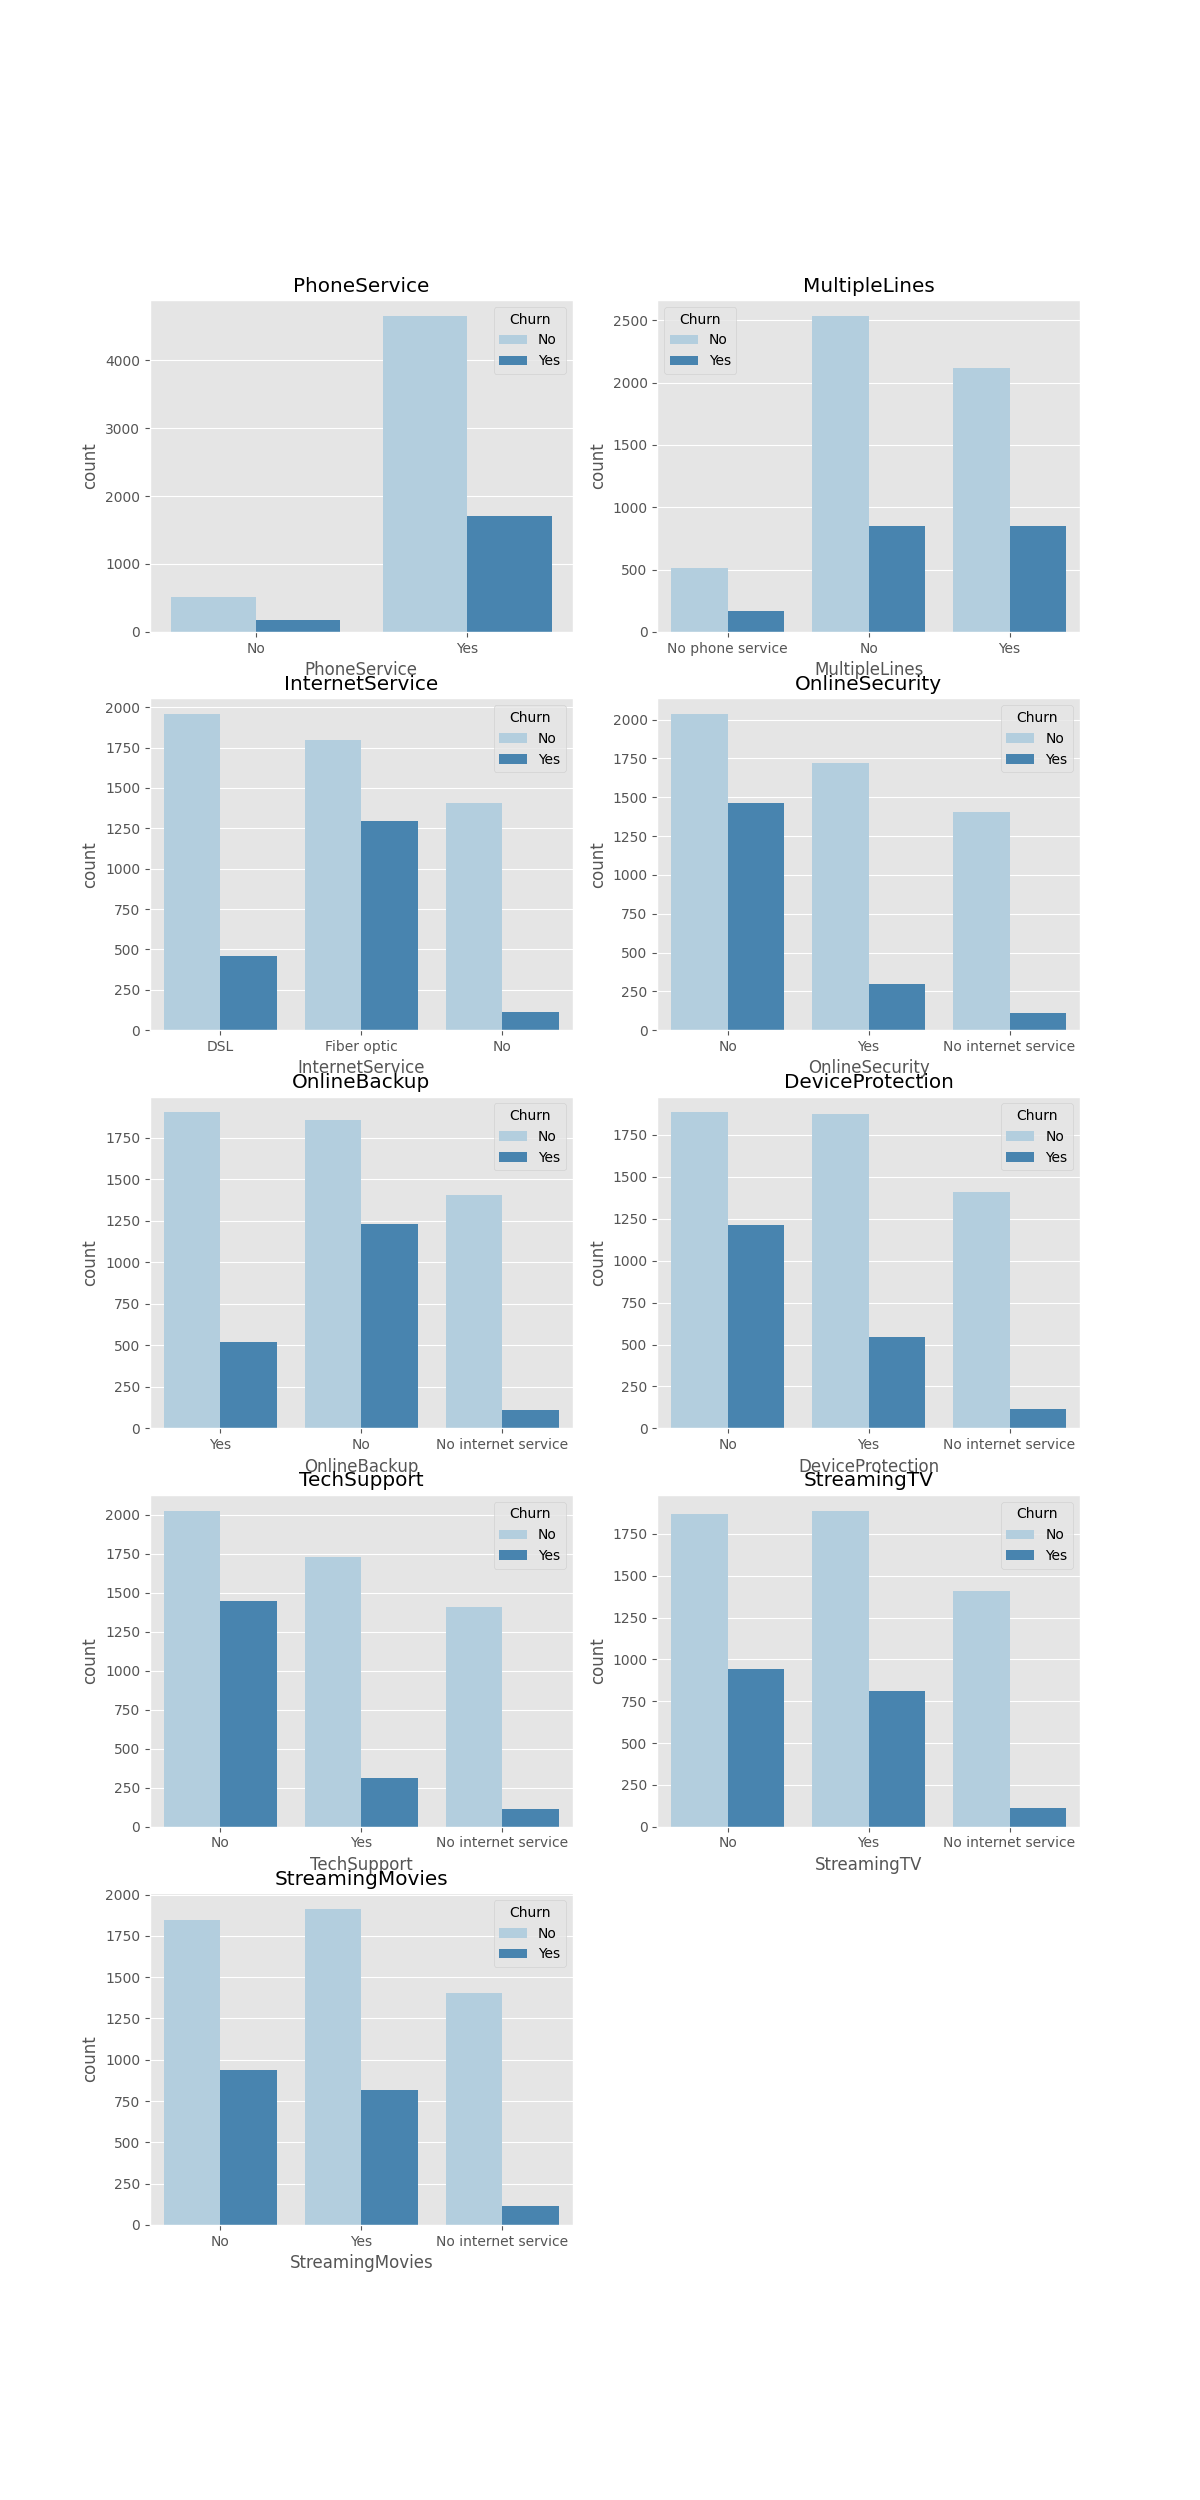 PhoneService
Churn
No
Yes
4000
3000
2000
1000
0
count
No Yes
PhoneService
MultipleLines
Churn
No
Yes
2500
2000
1500
1000
500
0
count
No phone service No Yes
MultipleLines
InternetService
Churn
No
Yes
2000
1750
1500
1250
1000
750
500
250
0
count
DSL Fiber optic No
InternetService
OnlineSecurity
Churn
No
Yes
2000
1750
1500
1250
1000
750
500
250
0
count
No Yes No internet service
OnlineSecurity
OnlineBackup
Churn
No
Yes
1750
1500
1250
1000
750
500
250
0
count
Yes No No internet service
OnlineBackup
DeviceProtection
Churn
No
Yes
1750
1500
1250
1000
750
500
250
0
count
No Yes No internet service
DeviceProtection
TechSupport
Churn
No
Yes
2000
1750
1500
1250
1000
750
500
250
0
count
No Yes No internet service
TechSupport
StreamingTV
Churn
No
Yes
1750
1500
1250
1000
750
500
250
0
count
No Yes No internet service
StreamingTV
StreamingMovies
Churn
No
Yes
2000
1750
1500
1250
1000
750
500
250
0
count
No Yes No internet service
StreamingMovies